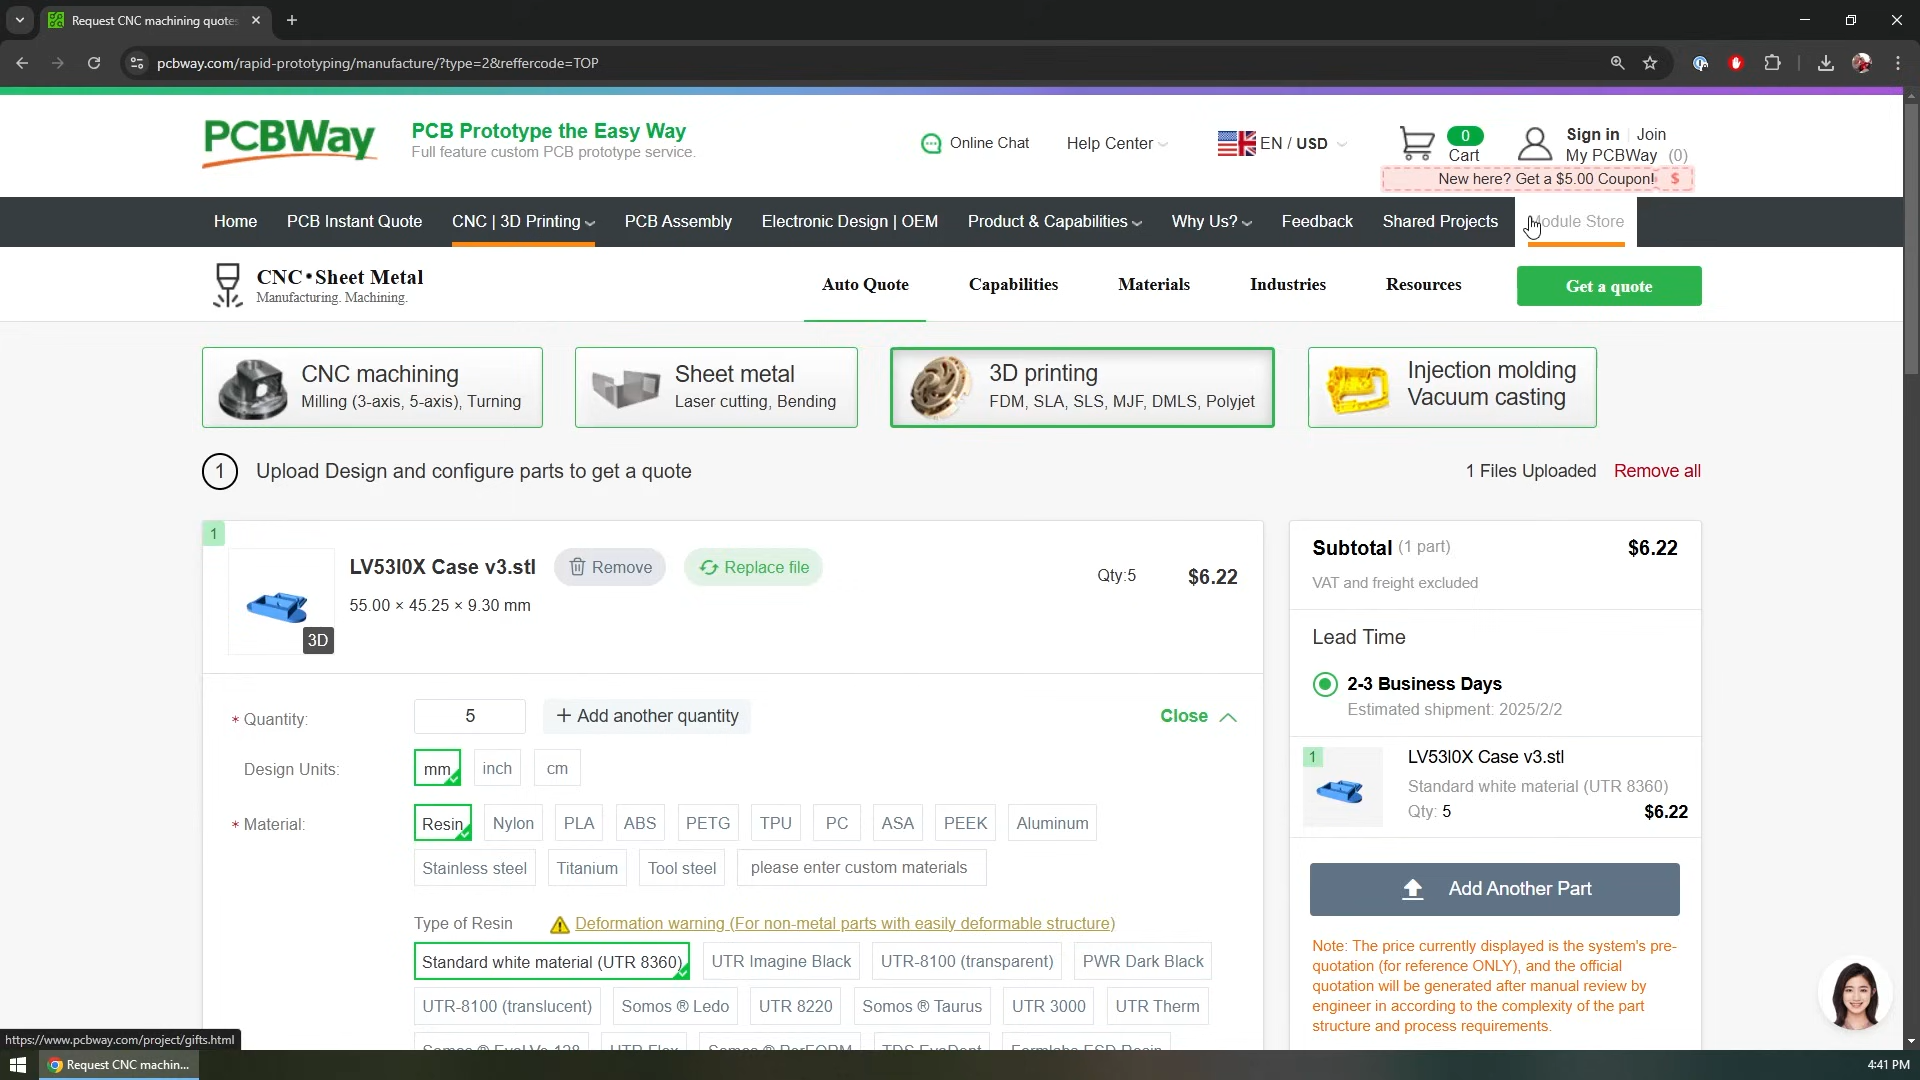 Request CNC machining quotes
pcbway.com/rapid-prototyping/manufacture/?type=2&reffercode=TOP
PCBWay
PCB Prototype the Easy Way
Full feature custom PCB prototype service.
Online Chat
Help Center
EN / USD
0
Cart
Sign in
Join
My PCBWay (0)
New here? Get a $5.00 Coupon! $
Home
PCB Instant Quote
CNC | 3D Printing
PCB Assembly
Electronic Design | OEM
Product & Capabilities
Why Us?
Feedback
Shared Projects
Module Store
CNC•Sheet Metal
Manufacturing. Machining.
Auto Quote
Capabilities
Materials
Industries
Resources
Get a quote
CNC machining
Milling (3-axis, 5-axis), Turning
Sheet metal
Laser cutting, Bending
3D printing
FDM, SLA, SLS, MJF, DMLS, Polyjet
Injection molding
Vacuum casting
1
Upload Design and configure parts to get a quote
1 Files Uploaded
Remove all
1
LV53l0X Case v3.stl
Remove
Replace file
55.00 × 45.25 × 9.30 mm
3D
Qty:5
$6.22
* Quantity:
5
+ Add another quantity
Close
Design Units:
mm
inch
cm
* Material:
Resin
Nylon
PLA
ABS
PETG
TPU
PC
ASA
PEEK
Aluminum
Stainless steel
Titanium
Tool steel
please enter custom materials
Type of Resin
Deformation warning (For non-metal parts with easily deformable structure)
Standard white material (UTR 8360)
UTR Imagine Black
UTR-8100 (transparent)
PWR Dark Black
UTR-8100 (translucent)
Somos ® Ledo
UTR 8220
Somos ® Taurus
UTR 3000
UTR Therm
Subtotal (1 part)
$6.22
VAT and freight excluded
Lead Time
2-3 Business Days
Estimated shipment: 2025/2/2
1
LV53l0X Case v3.stl
Standard white material (UTR 8360)
Qty: 5
$6.22
Add Another Part
Note: The price currently displayed is the system's pre-
quotation (for reference ONLY), and the official
quotation will be generated after manual review by
engineer in according to the complexity of the part
structure and process requirements.
https://www.pcbway.com/project/gifts.html
Request CNC machin...
4:41 PM